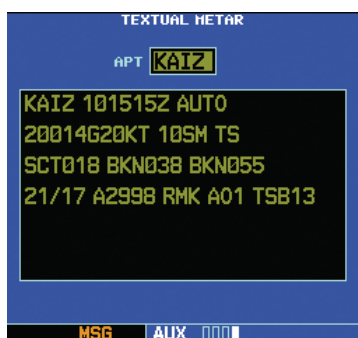 TEXTUAL METAR
APT KAIZ
KAIZ 101515Z AUTO
20014G20KT 10SM TS
SCT018 BKN038 BKN055
21/17 A2998 RMK AO1 TSB13
MSG AUX